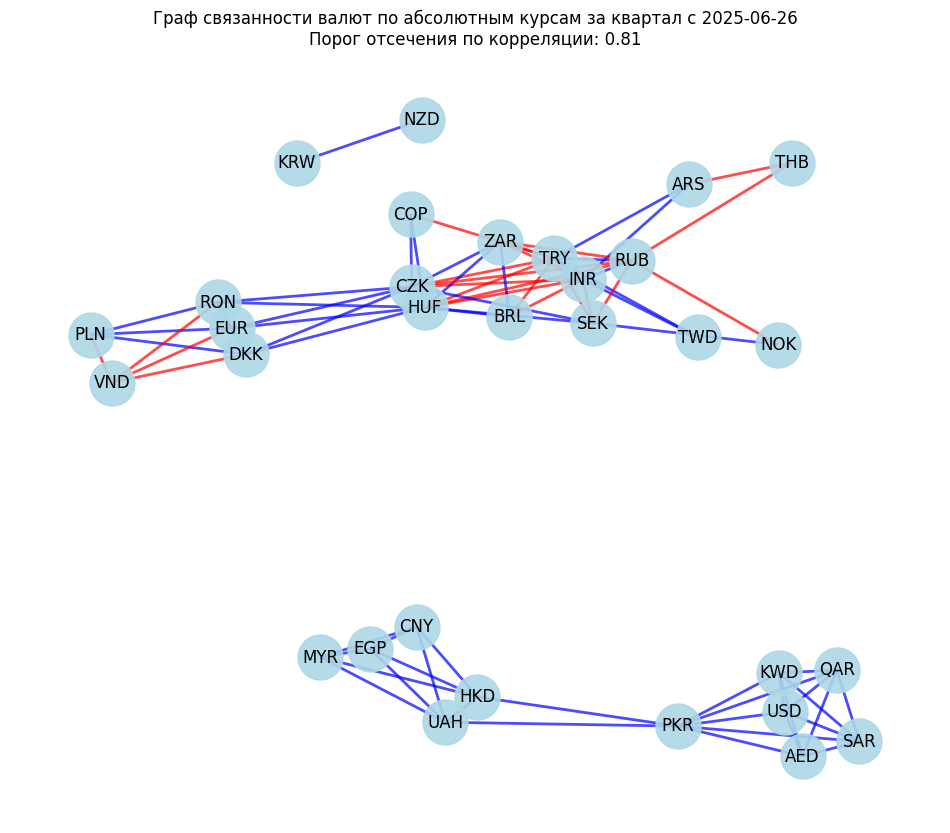 Граф связанности валют по абсолютным курсам за квартал с 2025-06-26
Порог отсечения по корреляции: 0.81
NZD
KRW
THB
ARS
COP
ZAR
TRY
RUB
INR
CZK
RON
HUF
BRL
SEK
EUR
PLN
TWD
NOK
DKK
VND
CNY
EGP
MYR
KWD
QAR
HKD
USD
UAH
PKR
SAR
AED